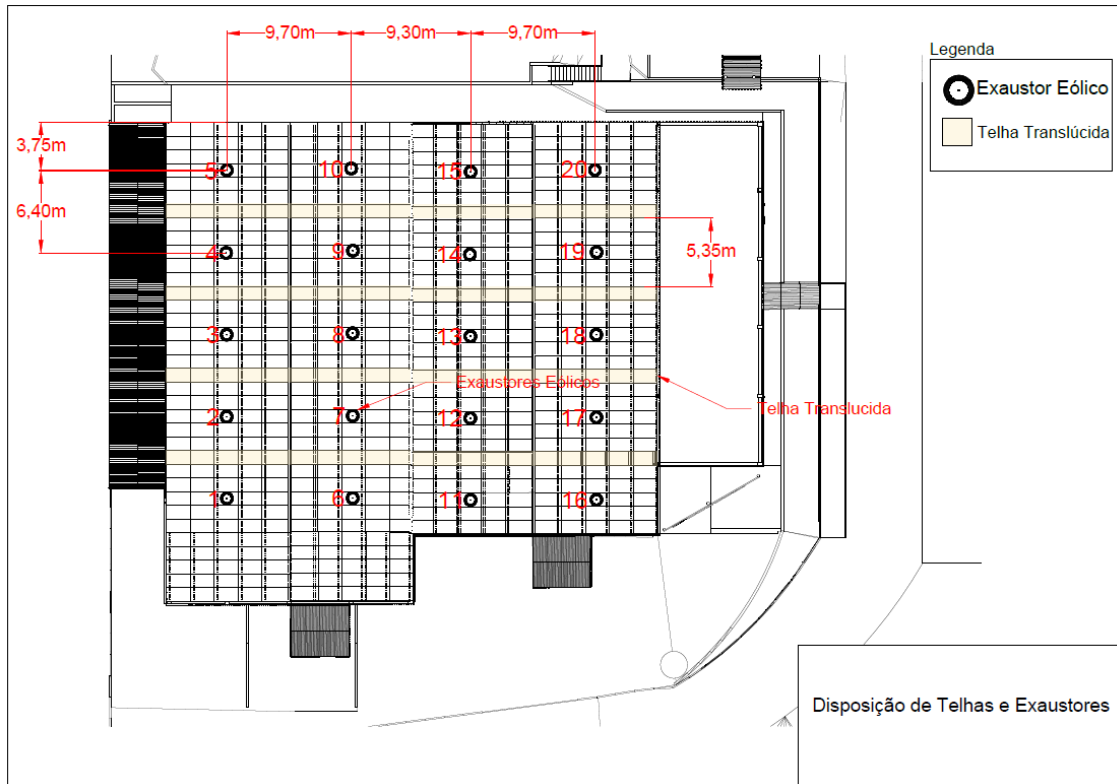 9,70m 9,30m 9,70m
Legenda
Exaustor Eólico
Telha Translúcida
3,75m
6,40m
5 10 15 20
4 9 14 19
5,35m
3 8 13 18
Exaustores Eólicos
Telha Translucida
2 7 12 17
1 6 11 16
Disposição de Telhas e Exaustores